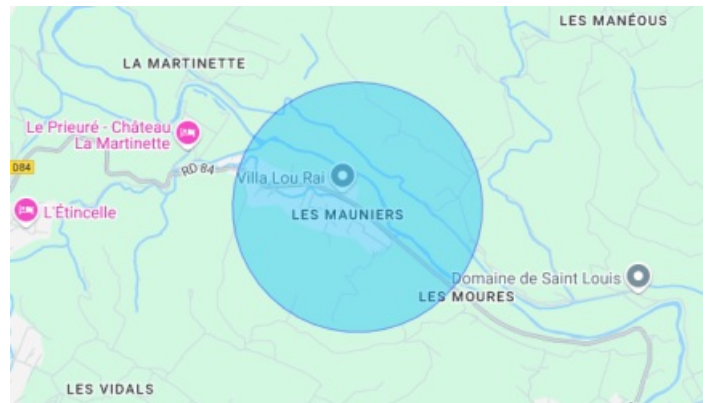 LES MANÉOUS
LA MARTINETTE
Le Prieuré - Château
La Martinette
D84
RD 84
Villa Lou Rai
L'Étincelle
LES MAUNIERS
Domaine de Saint Louis
LES MOURES
LES VIDALS